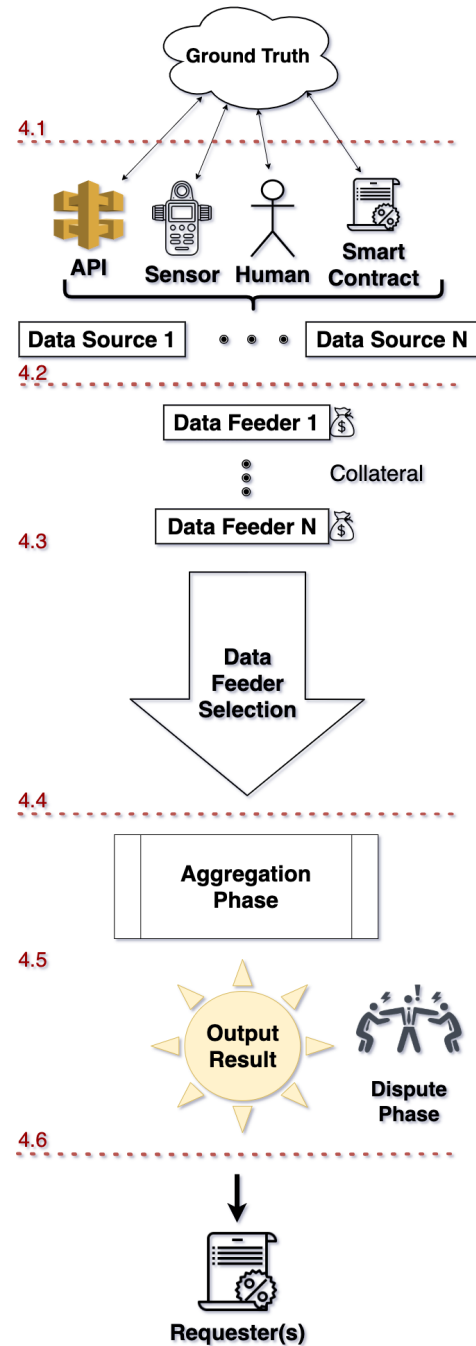 Ground Truth
4.1
API
Sensor
Human
Smart
Contract
Data Source 1
Data Source N
4.2
Data Feeder 1
$
Collateral
Data Feeder N
$
4.3
Data
Feeder
Selection
4.4
Aggregation
Phase
4.5
Output
Result
!
Dispute
Phase
4.6
Requester(s)